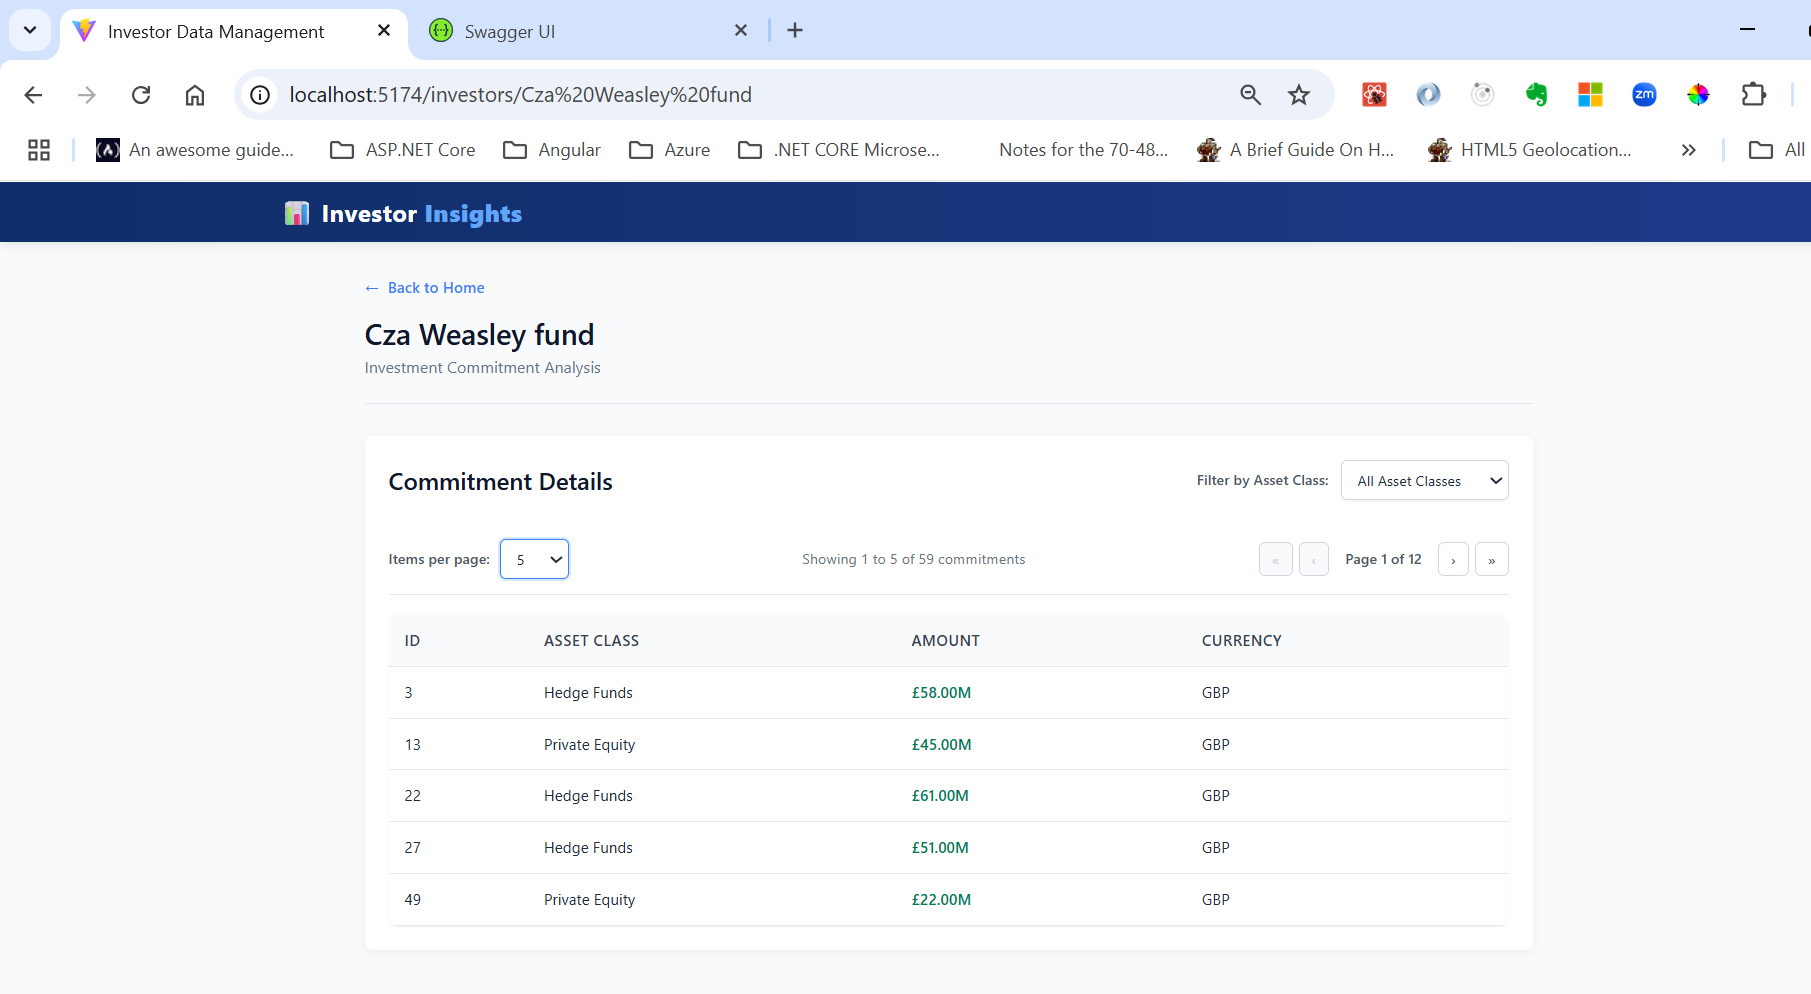 Investor Data Management
Swagger UI
localhost:5174/investors/Cza%20Weasley%20fund
zm
An awesome guide...
ASP.NET Core
Angular
Azure
.NET CORE Microse...
Notes for the 70-48...
A Brief Guide On H...
HTML5 Geolocation...
All
Investor Insights
← Back to Home
Cza Weasley fund
Investment Commitment Analysis
Commitment Details
Filter by Asset Class: All Asset Classes
Items per page: 5
Showing 1 to 5 of 59 commitments
« ‹ Page 1 of 12 › »
ID ASSET CLASS AMOUNT CURRENCY
3 Hedge Funds £58.00M GBP
13 Private Equity £45.00M GBP
22 Hedge Funds £61.00M GBP
27 Hedge Funds £51.00M GBP
49 Private Equity £22.00M GBP